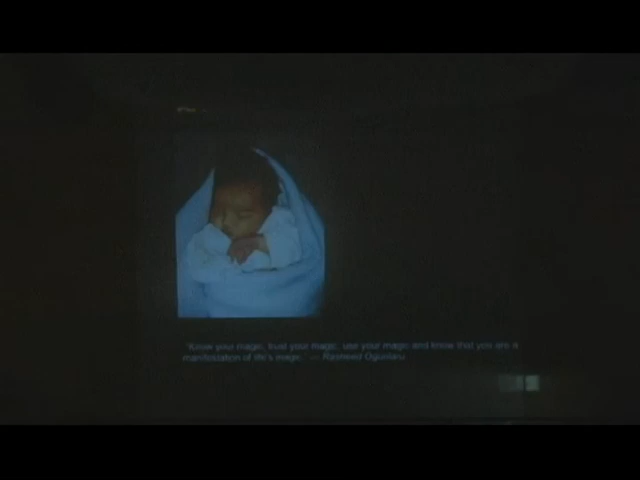 "Know your magic, trust your magic, use your magic and know that you are a
manifestation of life's magic." — Rasheed Ogunlaru